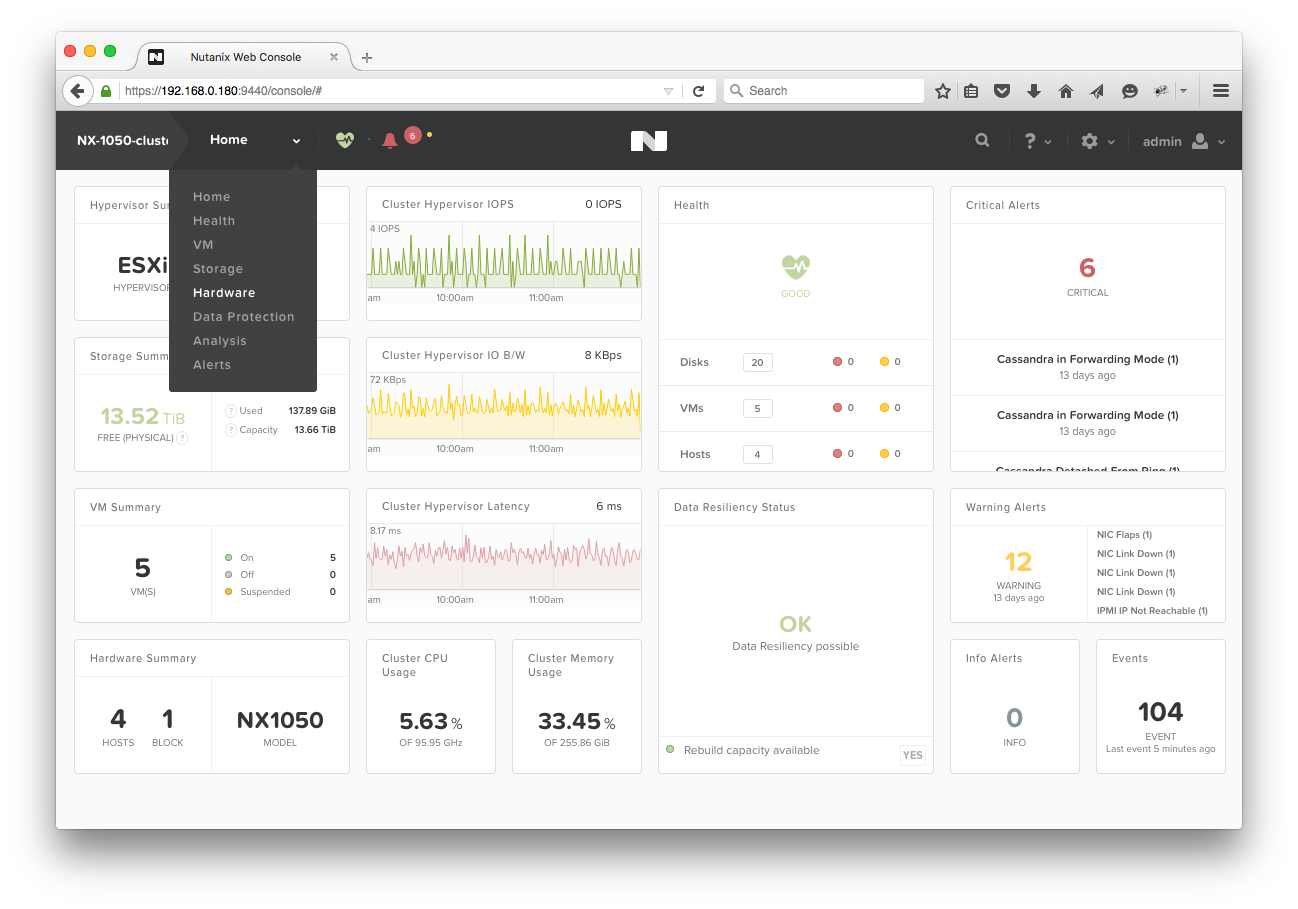 Nutanix Web Console
https://192.168.0.180:9440/console/#
Search
NX-1050-cluste
Home
6
?
admin
Home
Health
VM
Storage
Hardware
Data Protection
Analysis
Alerts
Hypervisor Sum
ESXi
HYPERVISOR
Cluster Hypervisor IOPS 0 IOPS
4 IOPS
am 10:00am 11:00am
Health
GOOD
Disks 20 0 0
VMs 5 0 0
Hosts 4 0 0
Critical Alerts
6
CRITICAL
Cassandra in Forwarding Mode (1)
13 days ago
Cassandra in Forwarding Mode (1)
13 days ago
Cassandra Detached From Ring (1)
Storage Summ
13.52 TiB
FREE (PHYSICAL) ?
? Used 137.89 GiB
? Capacity 13.66 TiB
Cluster Hypervisor IO B/W 8 KBps
72 KBps
am 10:00am 11:00am
VM Summary
5
VM(S)
On 5
Off 0
Suspended 0
Cluster Hypervisor Latency 6 ms
8.17 ms
am 10:00am 11:00am
Data Resiliency Status
OK
Data Resiliency possible
Rebuild capacity available YES
Warning Alerts
12
WARNING
13 days ago
NIC Flaps (1)
NIC Link Down (1)
NIC Link Down (1)
NIC Link Down (1)
IPMI IP Not Reachable (1)
Hardware Summary
4
HOSTS
1
BLOCK
NX1050
MODEL
Cluster CPU
Usage
5.63 %
OF 95.95 GHz
Cluster Memory
Usage
33.45 %
OF 255.86 GiB
Info Alerts
0
INFO
Events
104
EVENT
Last event 5 minutes ago